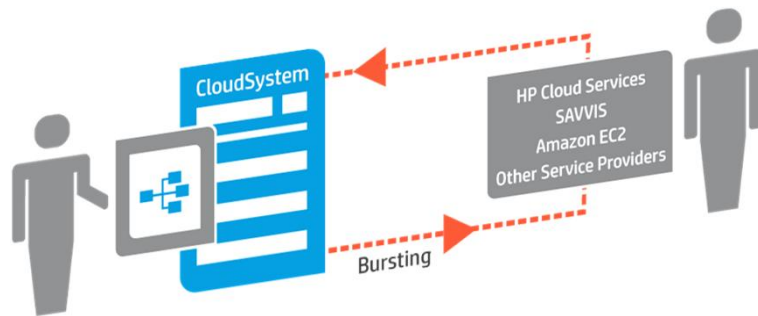 CloudSystem
HP Cloud Services
SAVVIS
Amazon EC2
Other Service Providers
Bursting